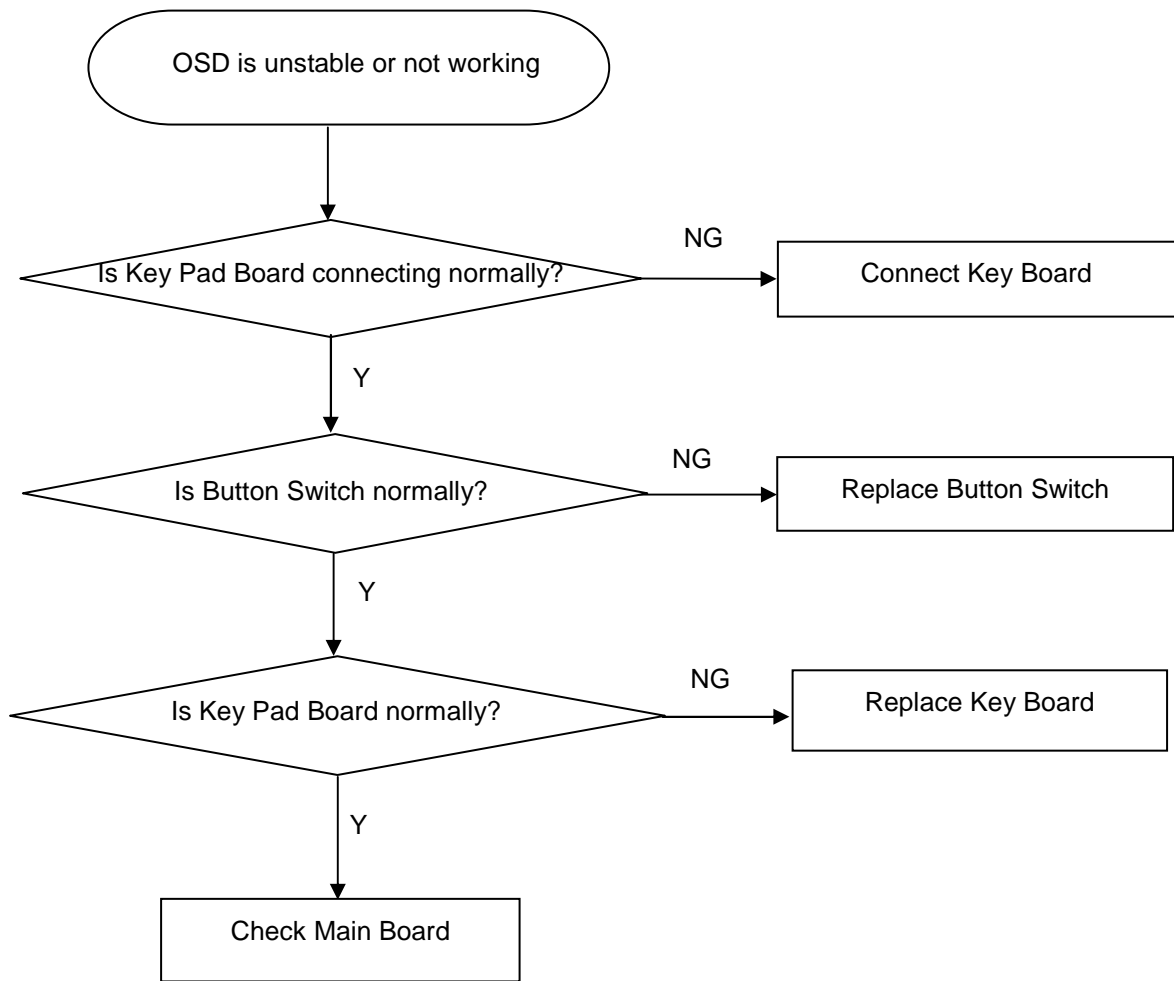 OSD is unstable or not working
Is Key Pad Board connecting normally?
NG
Connect Key Board
Y
Is Button Switch normally?
NG
Replace Button Switch
Y
Is Key Pad Board normally?
NG
Replace Key Board
Y
Check Main Board